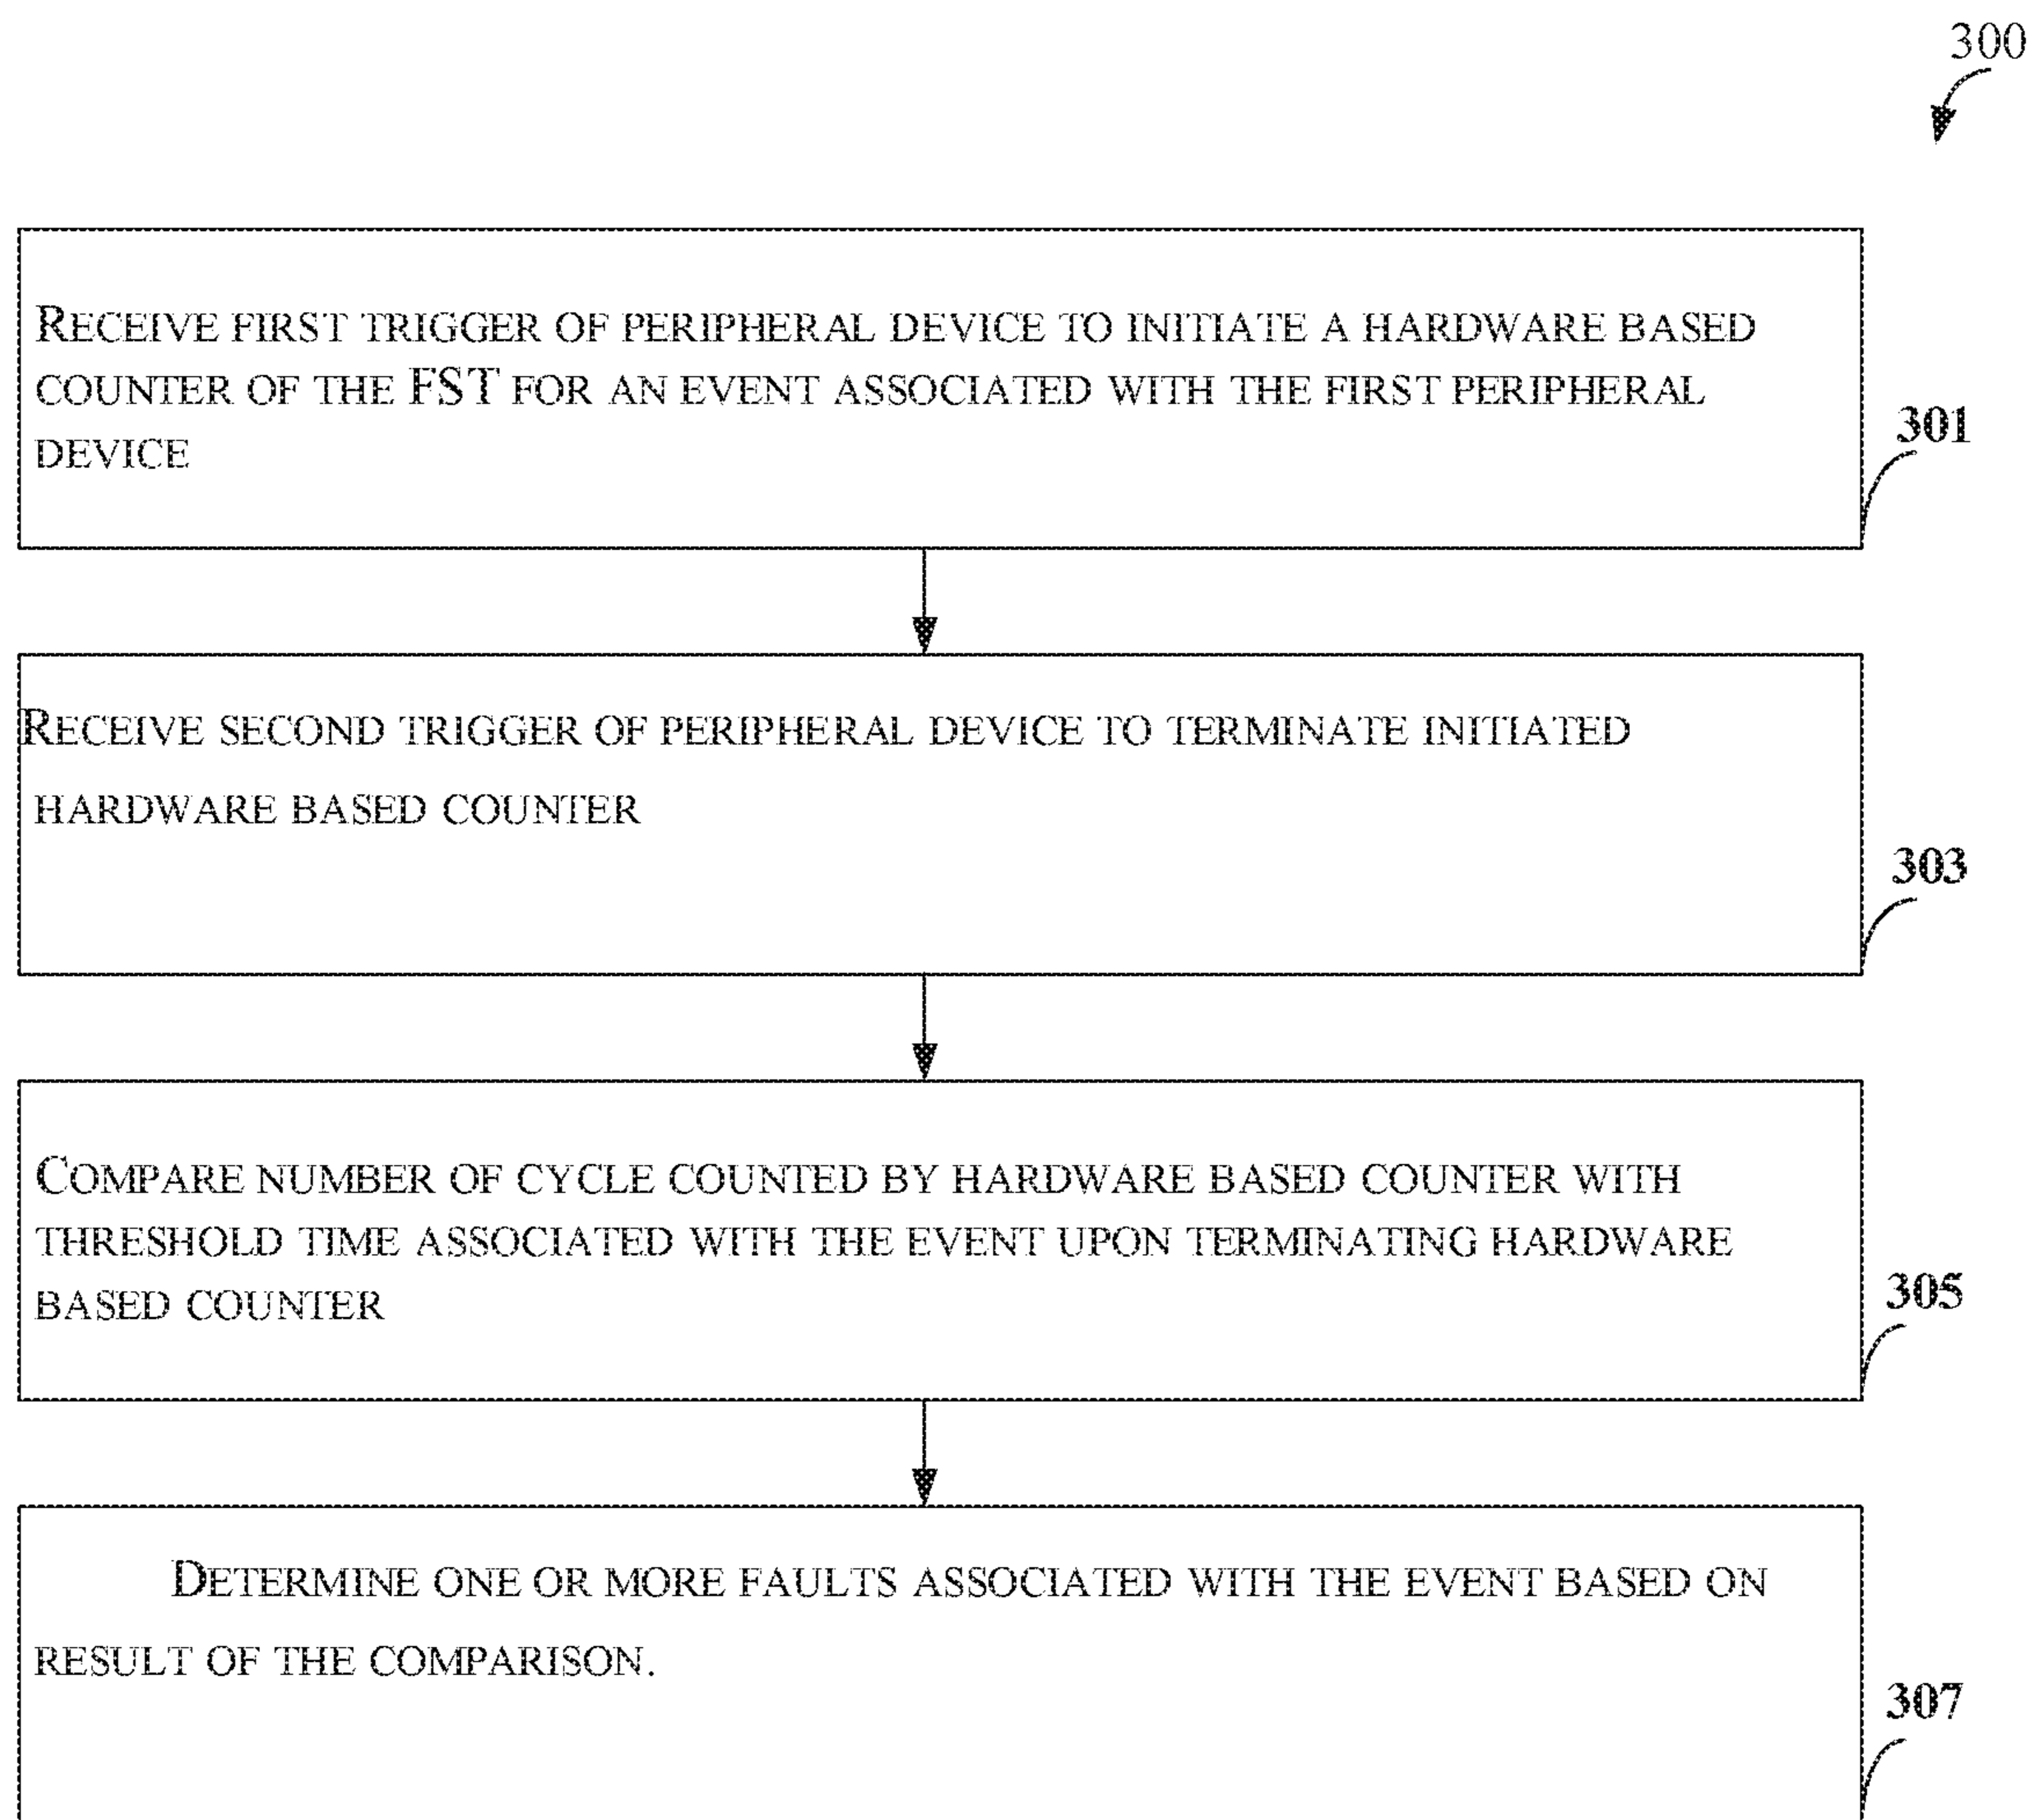 300
RECEIVE FIRST TRIGGER OF PERIPHERAL DEVICE TO INITIATE A HARDWARE BASED
COUNTER OF THE FST FOR AN EVENT ASSOCIATED WITH THE FIRST PERIPHERAL
DEVICE
301
RECEIVE SECOND TRIGGER OF PERIPHERAL DEVICE TO TERMINATE INITIATED
HARDWARE BASED COUNTER
303
COMPARE NUMBER OF CYCLE COUNTED BY HARDWARE BASED COUNTER WITH
THRESHOLD TIME ASSOCIATED WITH THE EVENT UPON TERMINATING HARDWARE
BASED COUNTER
305
DETERMINE ONE OR MORE FAULTS ASSOCIATED WITH THE EVENT BASED ON
RESULT OF THE COMPARISON.
307